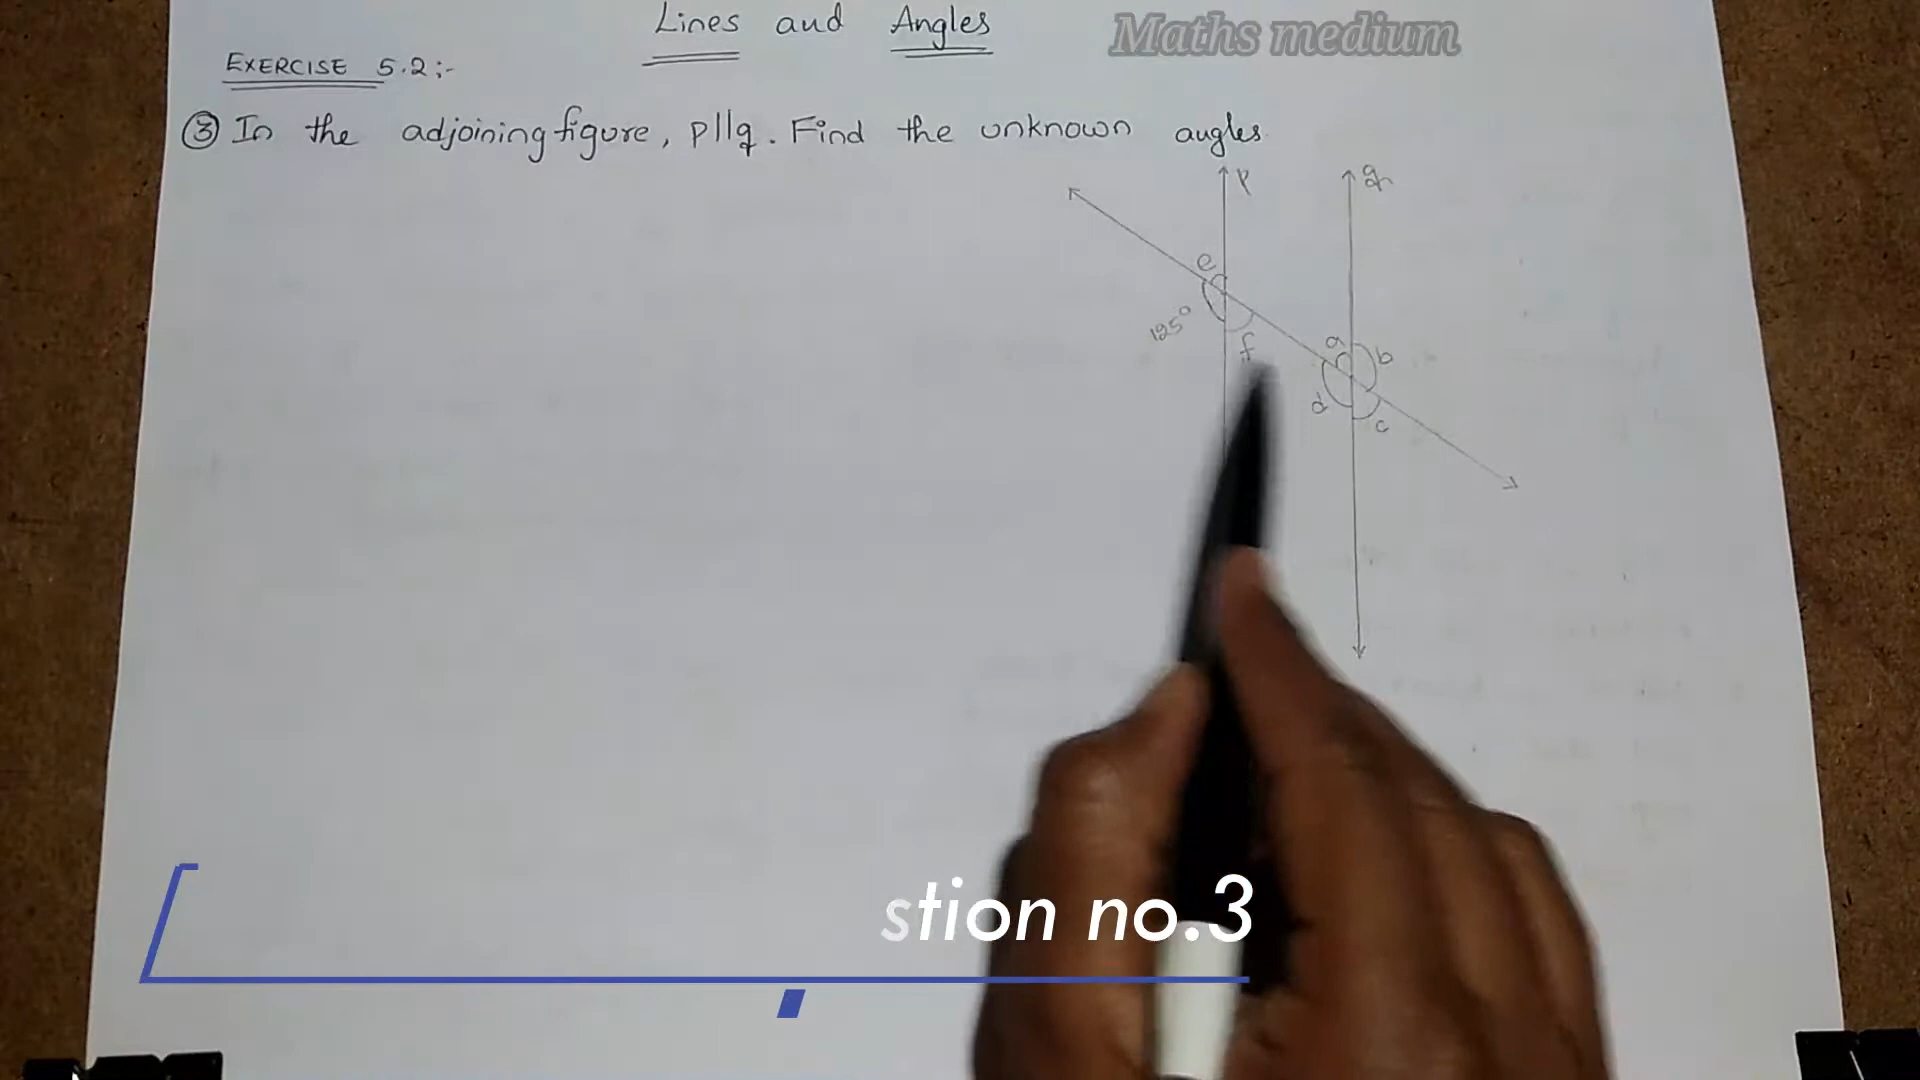 Lines and Angles
Maths medium
EXERCISE 5.2:-
③ In the adjoining figure, p||q. Find the unknown angles.
p
q
e
125°
f
a
b
d
c
stion no.3